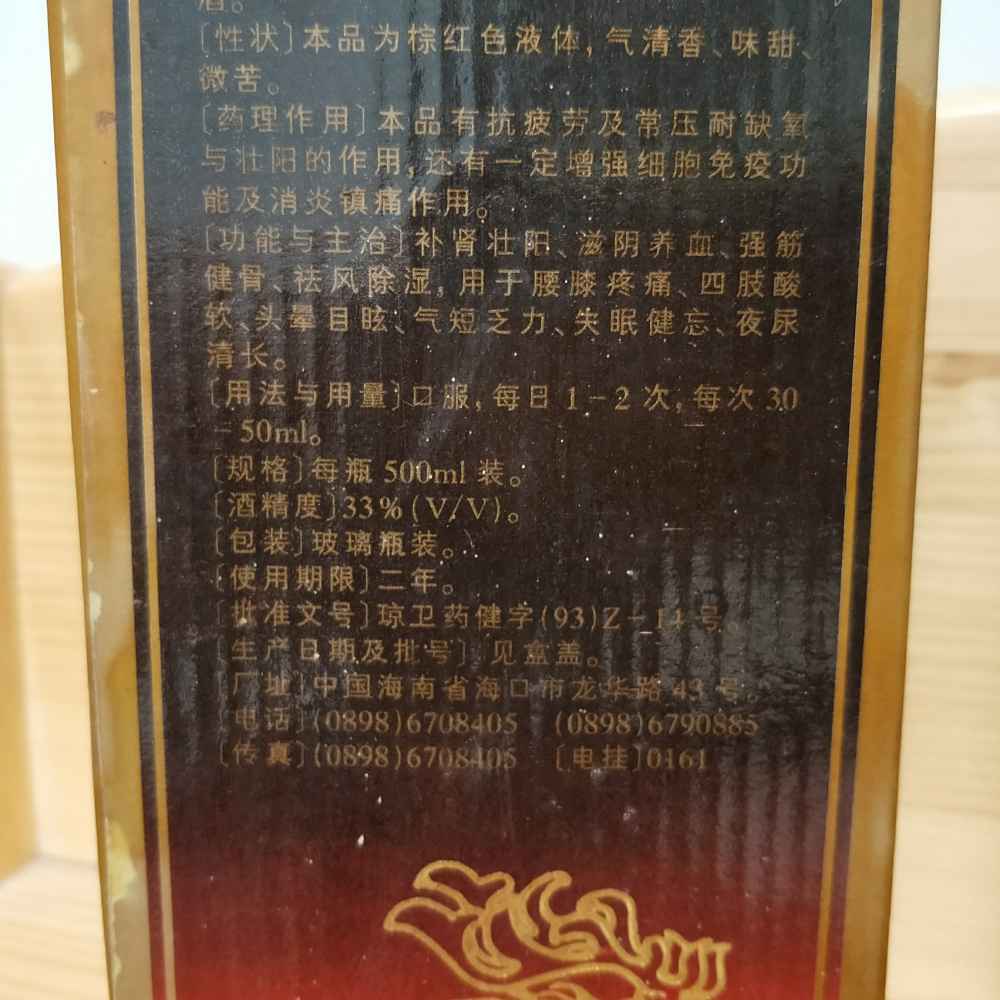 酒。
〔性状〕本品为棕红色液体,气清香、味甜、
微苦。
〔药理作用〕本品有抗疲劳及常压耐缺氧
与壮阳的作用,还有一定增强细胞免疫功
能及消炎镇痛作用。
〔功能与主治〕补肾壮阳、滋阴养血、强筋
健骨、祛风除湿,用于腰膝疼痛、四肢酸
软、头晕目眩、气短乏力、失眠健忘、夜尿
清长。
〔用法与用量〕口服,每日1-2次,每次30
-50ml。
〔规格〕每瓶500ml装。
〔酒精度〕33%(V/V)。
〔包装〕玻璃瓶装。
〔使用期限〕二年。
〔批准文号〕琼卫药健字(93)Z-14号
〔生产日期及批号〕见盒盖。
〔厂址〕中国海南省海口市龙华路43号。
〔电话〕(0898)6708405 (0898)6790885
〔传真〕(0898)6708405 〔电挂〕0161